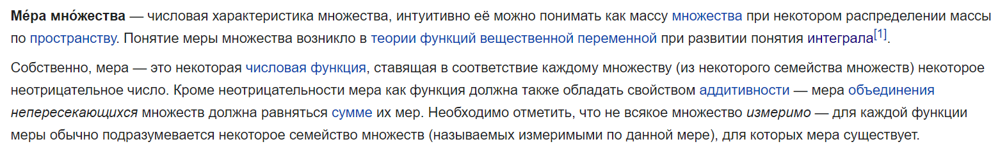 Ме́ра мно́жества — числовая характеристика множества, интуитивно её можно понимать как массу множества при некотором распределении массы
по пространству. Понятие меры множества возникло в теории функций вещественной переменной при развитии понятия интеграла[1].
Собственно, мера — это некоторая числовая функция, ставящая в соответствие каждому множеству (из некоторого семейства множеств) некоторое
неотрицательное число. Кроме неотрицательности мера как функция должна также обладать свойством аддитивности — мера объединения
непересекающихся множеств должна равняться сумме их мер. Необходимо отметить, что не всякое множество измеримо — для каждой функции
меры обычно подразумевается некоторое семейство множеств (называемых измеримыми по данной мере), для которых мера существует.